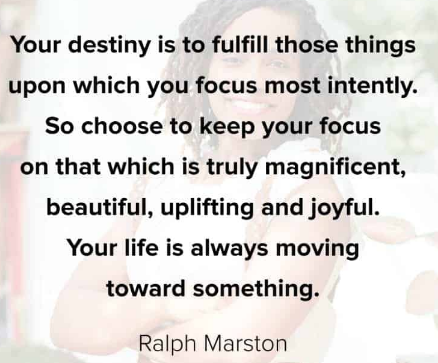 Your destiny is to fulfill those things
upon which you focus most intently.
So choose to keep your focus
on that which is truly magnificent,
beautiful, uplifting and joyful.
Your life is always moving
toward something.
Ralph Marston